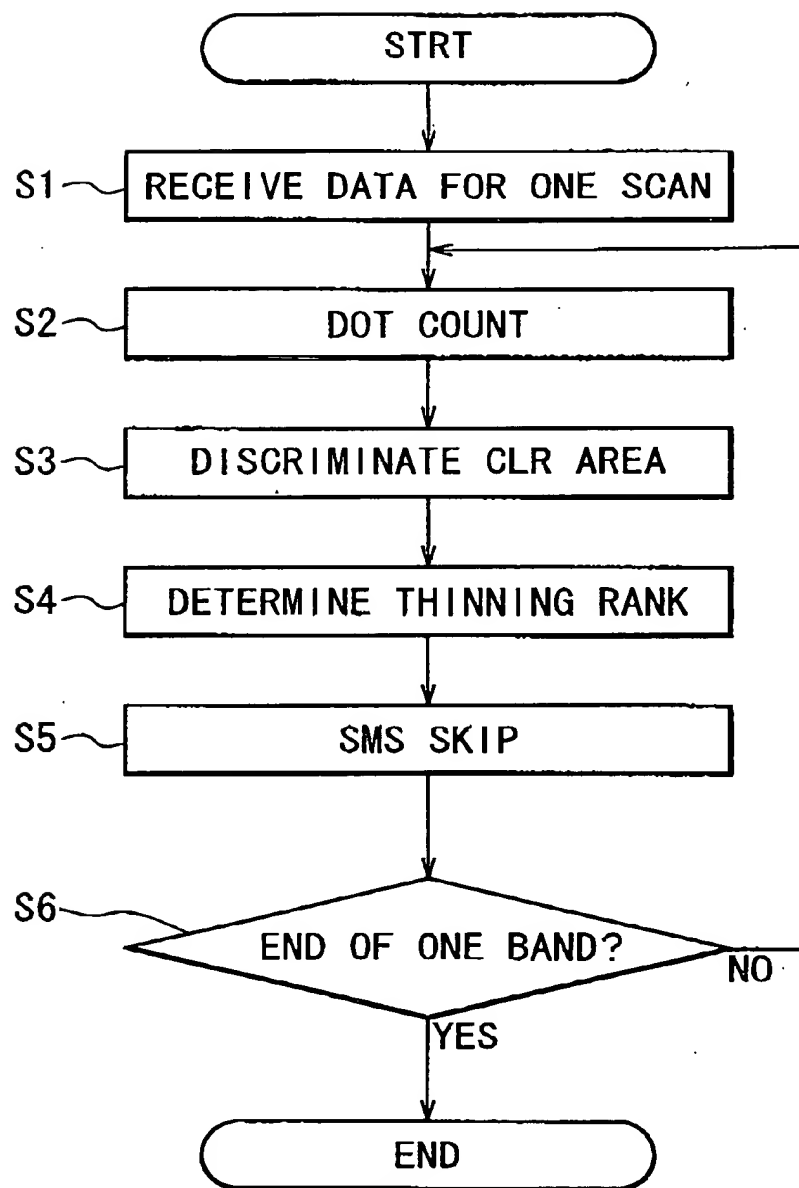 STRT
S1 RECEIVE DATA FOR ONE SCAN
S2 DOT COUNT
S3 DISCRIMINATE CLR AREA
S4 DETERMINE THINNING RANK
S5 SMS SKIP
S6 END OF ONE BAND?
NO
YES
END